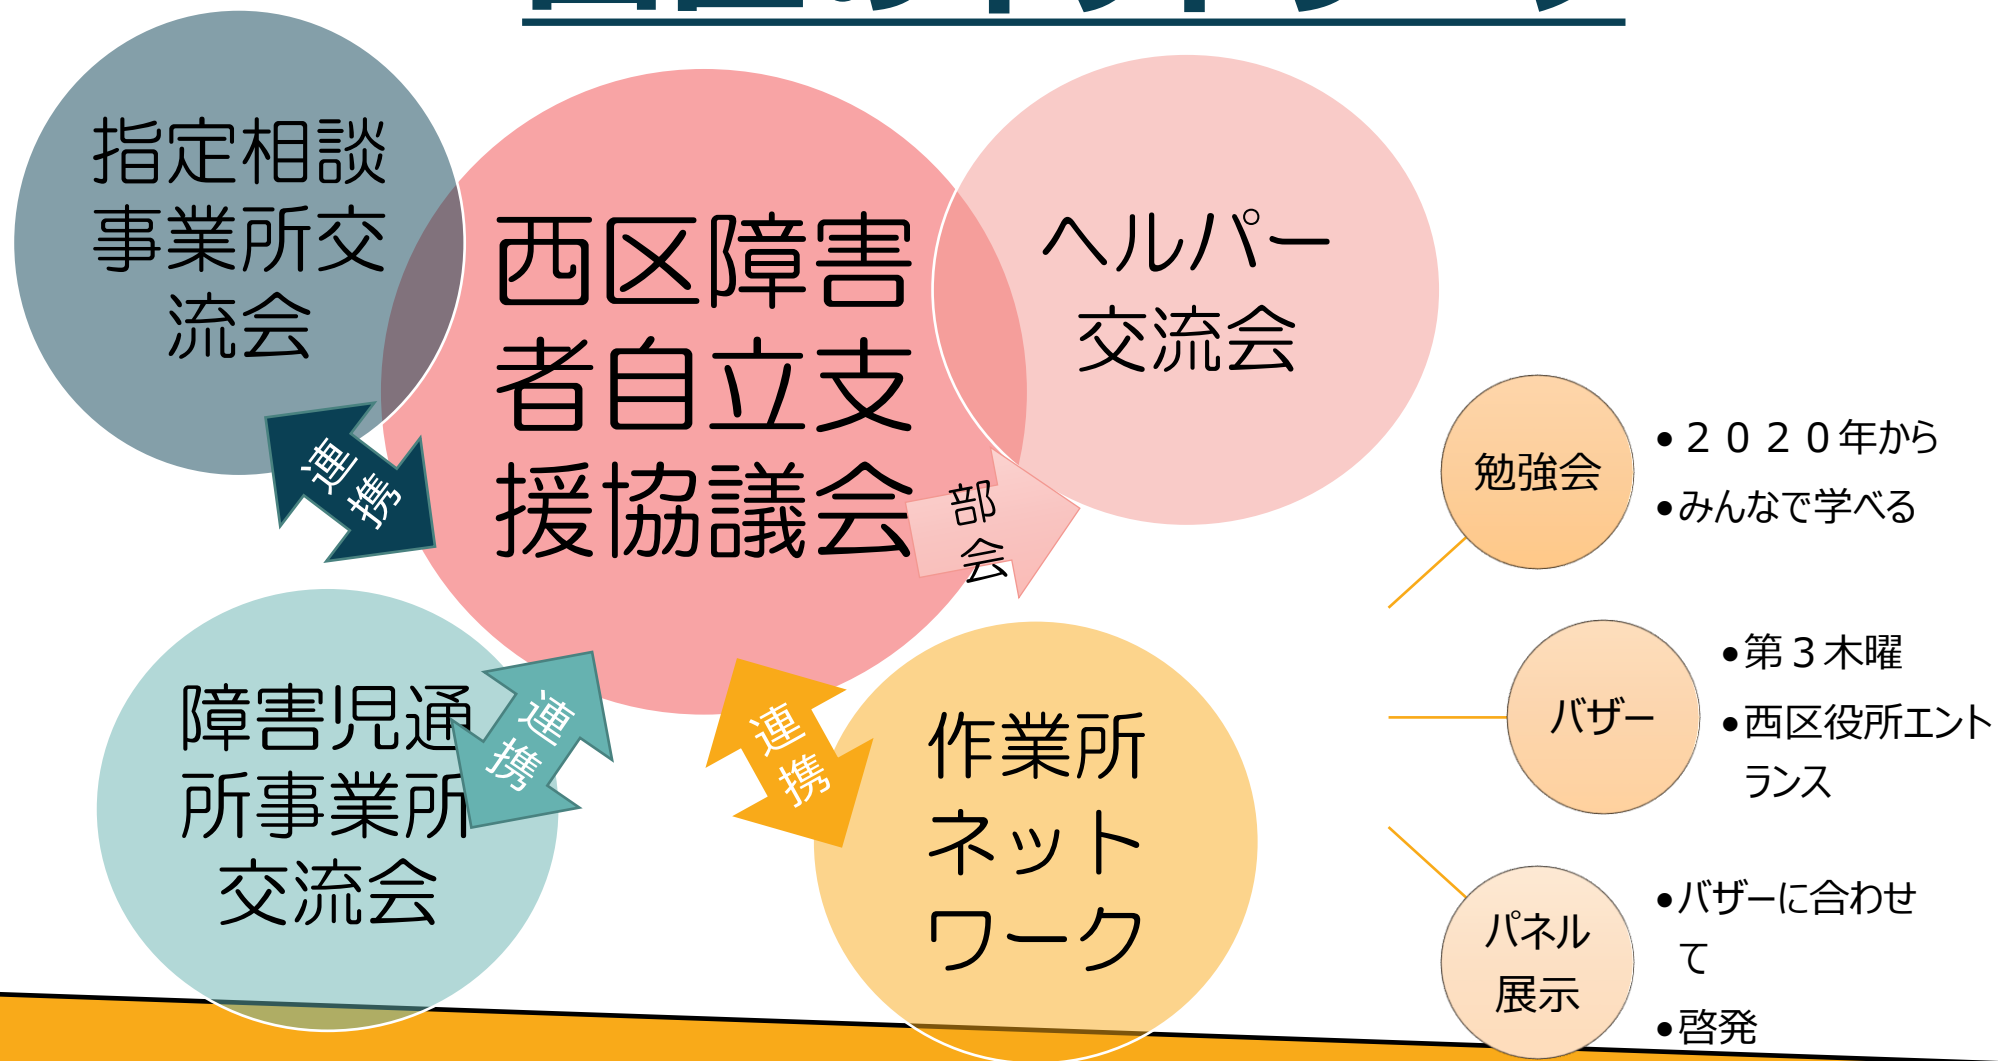 指定相談
事業所交
流会
西区障害
者自立支
援協議会
ヘルパー
交流会
連
携
部
会
障害児通
所事業所
交流会
連
携
連
携
作業所
ネット
ワーク
勉強会
•２０２０年から
•みんなで学べる
バザー
•第３木曜
•西区役所エント
ランス
パネル
展示
•バザーに合わせ
て
•啓発